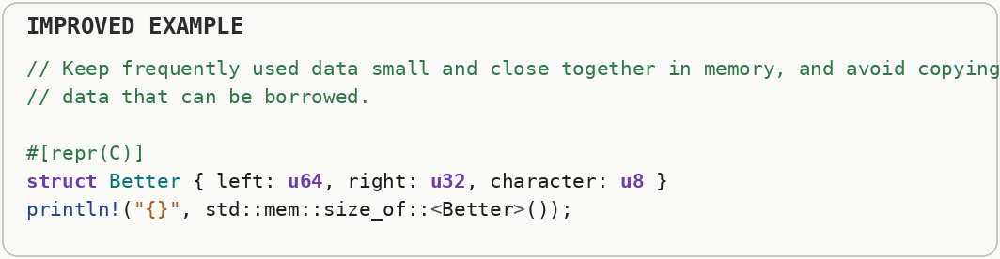 IMPROVED EXAMPLE
// Keep frequently used data small and close together in memory, and avoid copying
// data that can be borrowed.
#[repr(C)]
struct Better { left: u64, right: u32, character: u8 }
println!("{}", std::mem::size_of::<Better>());